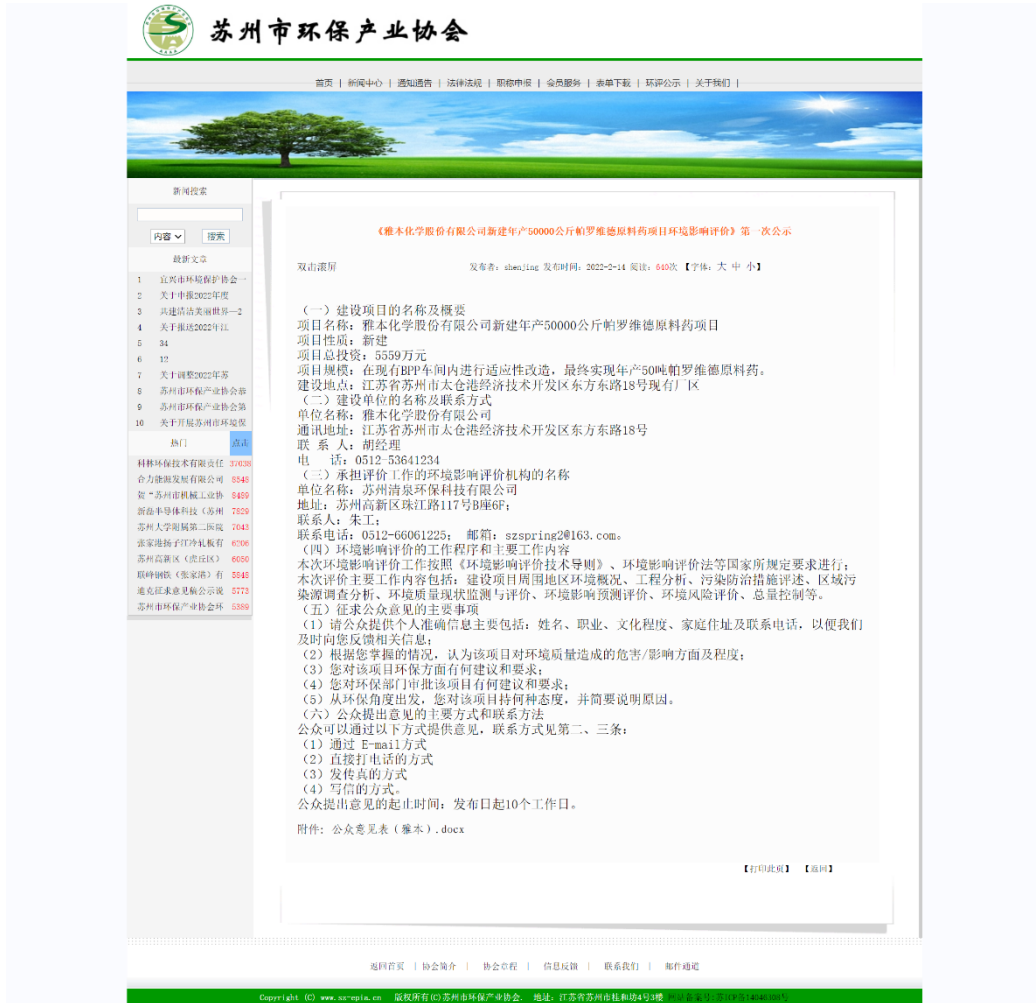 苏州市环保产业协会
首页 | 新闻中心 | 通知通告 | 法律法规 | 职称申报 | 会员服务 | 表单下载 | 环评公示 | 关于我们 |
新闻搜索
内容 搜索
最新文章
1 宜兴市环境保护协会一
2 关于申报2022年度
3 共建清洁美丽世界—2
4 关于报送2022年江
5 34
6 12
7 关于调整2022年苏
8 苏州市环保产业协会恭
9 苏州市环保产业协会第
10 关于开展苏州市环境保
热门 点击
科林环保技术有限责任 37038
合力能源发展有限公司 8548
贺“苏州市机械工业协 8489
新磊半导体科技（苏州 7829
苏州大学附属第二医院 7043
张家港扬子江冷轧板有 6206
苏州高新区（虎丘区） 6050
联峰钢铁（张家港）有 5848
迪克征求意见稿公示说 5773
苏州市环保产业协会环 5389
《雅本化学股份有限公司新建年产50000公斤帕罗维德原料药项目环境影响评价》第一次公示
双击滚屏 发布者：shenjing 发布时间：2022-2-14 阅读：640次 【字体：大 中 小】
（一）建设项目的名称及概要
项目名称：雅本化学股份有限公司新建年产50000公斤帕罗维德原料药项目
项目性质：新建
项目总投资：5559万元
项目规模：在现有BPP车间内进行适应性改造，最终实现年产50吨帕罗维德原料药。
建设地点：江苏省苏州市太仓港经济技术开发区东方东路18号现有厂区
（二）建设单位的名称及联系方式
单位名称：雅本化学股份有限公司
通讯地址：江苏省苏州市太仓港经济技术开发区东方东路18号
联 系 人：胡经理
电 话：0512-53641234
（三）承担评价工作的环境影响评价机构的名称
单位名称：苏州清泉环保科技有限公司
地址：苏州高新区珠江路117号B座6F；
联系人：朱工；
联系电话：0512-66061225； 邮箱：szspring2@163.com。
（四）环境影响评价的工作程序和主要工作内容
本次环境影响评价工作按照《环境影响评价技术导则》、环境影响评价法等国家所规定要求进行；
本次评价主要工作内容包括：建设项目周围地区环境概况、工程分析、污染防治措施评述、区域污
染源调查分析、环境质量现状监测与评价、环境影响预测评价、环境风险评价、总量控制等。
（五）征求公众意见的主要事项
（1）请公众提供个人准确信息主要包括：姓名、职业、文化程度、家庭住址及联系电话，以便我们
及时向您反馈相关信息；
（2）根据您掌握的情况，认为该项目对环境质量造成的危害/影响方面及程度；
（3）您对该项目环保方面有何建议和要求；
（4）您对环保部门审批该项目有何建议和要求；
（5）从环保角度出发，您对该项目持何种态度，并简要说明原因。
（六）公众提出意见的主要方式和联系方法
公众可以通过以下方式提供意见，联系方式见第二、三条：
（1）通过 E-mail方式
（2）直接打电话的方式
（3）发传真的方式
（4）写信的方式。
公众提出意见的起止时间：发布日起10个工作日。
附件：公众意见表（雅本）.docx
【打印此页】 【返回】
返回首页 | 协会简介 | 协会章程 | 信息反馈 | 联系我们 | 邮件通道
Copyright (C) www.sz-epia.cn 版权所有(C)苏州市环保产业协会. 地址：江苏省苏州市桂和坊4号3楼